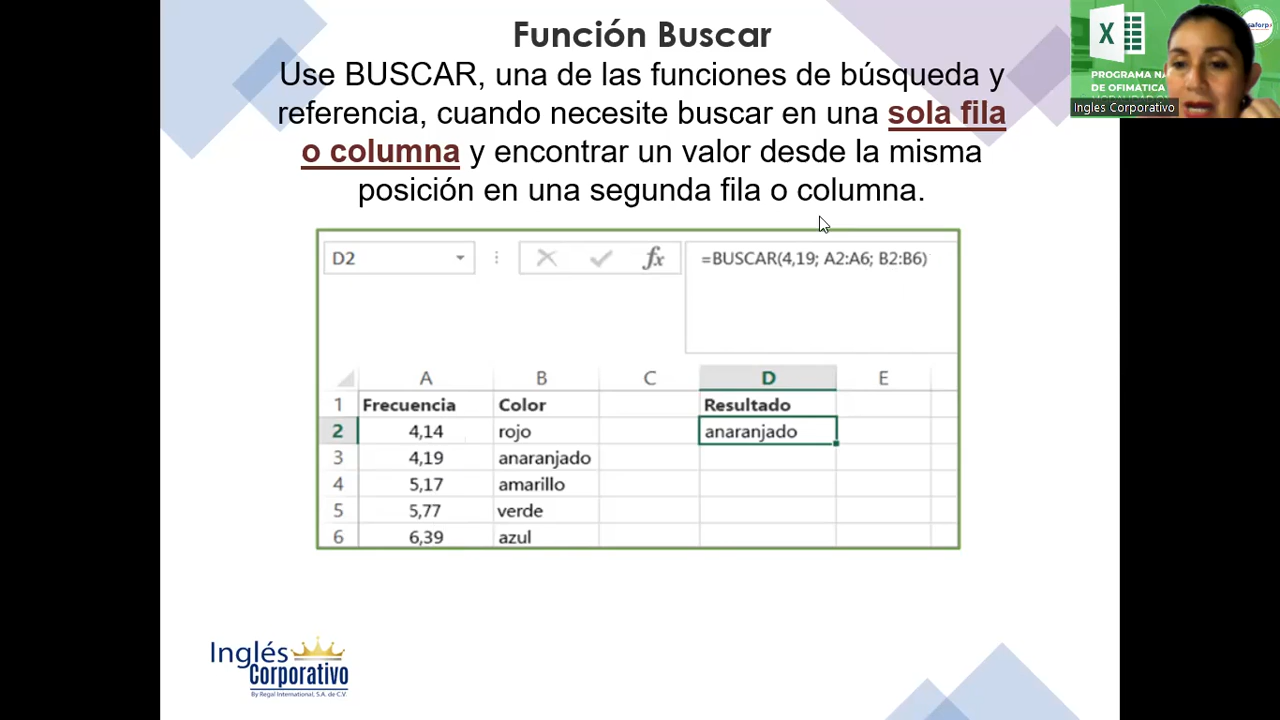 Función Buscar
Use BUSCAR, una de las funciones de búsqueda y
referencia, cuando necesite buscar en una sola fila
o columna y encontrar un valor desde la misma
posición en una segunda fila o columna.
D2 fx =BUSCAR(4,19; A2:A6; B2:B6)
A B C D E
1 Frecuencia Color Resultado
2 4,14 rojo anaranjado
3 4,19 anaranjado
4 5,17 amarillo
5 5,77 verde
6 6,39 azul
Inglés
Corporativo
By Regal International, S.A. de C.V.
X
PROGRAMA NA
DE OFIMÁTICA
Ingles Corporativo